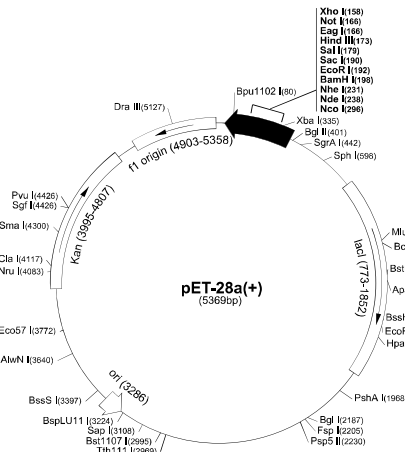 Xho I(158)
Not I(166)
Eag I(166)
Hind III(173)
Sal I(179)
Sac I(190)
EcoR I(192)
BamH I(198)
Nhe I(231)
Nde I(238)
Nco I(296)
Bpu1102 I(80)
Dra III(5127)
Xba I(335)
Bgl II(401)
SgrA I(442)
Sph I(598)
f1 origin (4903-5358)
Kan (3995-4807)
Pvu I(4426)
Sgf I(4426)
Sma I(4300)
Cla I(4117)
Nru I(4083)
lacI (773-1852)
pET-28a(+)
(5369bp)
Eco57 I(3772)
AlwN I(3640)
ori (3286)
BssS I(3397)
BspLU11 I(3224)
Sap I(3108)
Bst1107 I(2995)
Tth111 I(2969)
PshA I(1968
Bgl I(2187)
Fsp I(2205)
Psp5 II(2230)